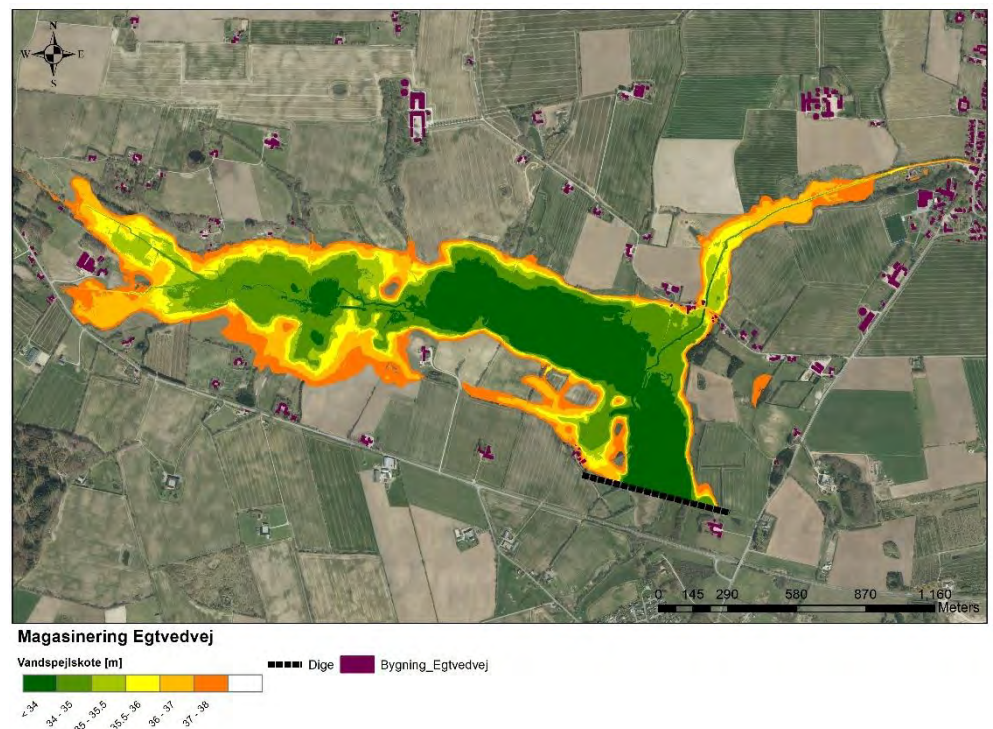 N
W E
S
0 145 290 580 870 1,160
Meters
Magasinering Egtvedvej
Vandspejlskote [m]
Dige Bygning_Egtvedvej
< 34 34 - 35 35 - 35.5 35.5- 36 36 - 37 37 - 38